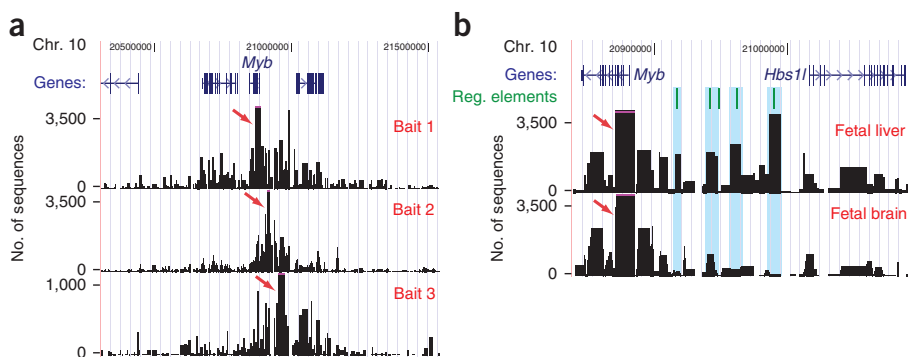 a
Chr. 10
20500000
21000000
21500000
Myb
Genes:
3,500
Bait 1
0
3,500
Bait 2
0
1,000
Bait 3
0
No. of sequences
b
Chr. 10
20900000
21000000
Genes:
Myb
Hbs1l
Reg. elements
3,500
Fetal liver
0
3,500
Fetal brain
0
No. of sequences